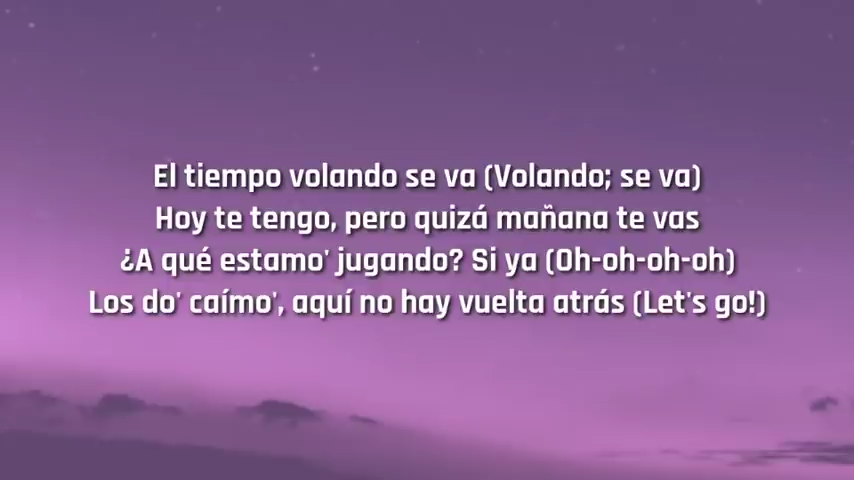 El tiempo volando se va (Volando; se va)
Hoy te tengo, pero quizá mañana te vas
¿A qué estamo' jugando? Si ya (Oh-oh-oh-oh)
Los do' caímo', aquí no hay vuelta atrás (Let's go!)